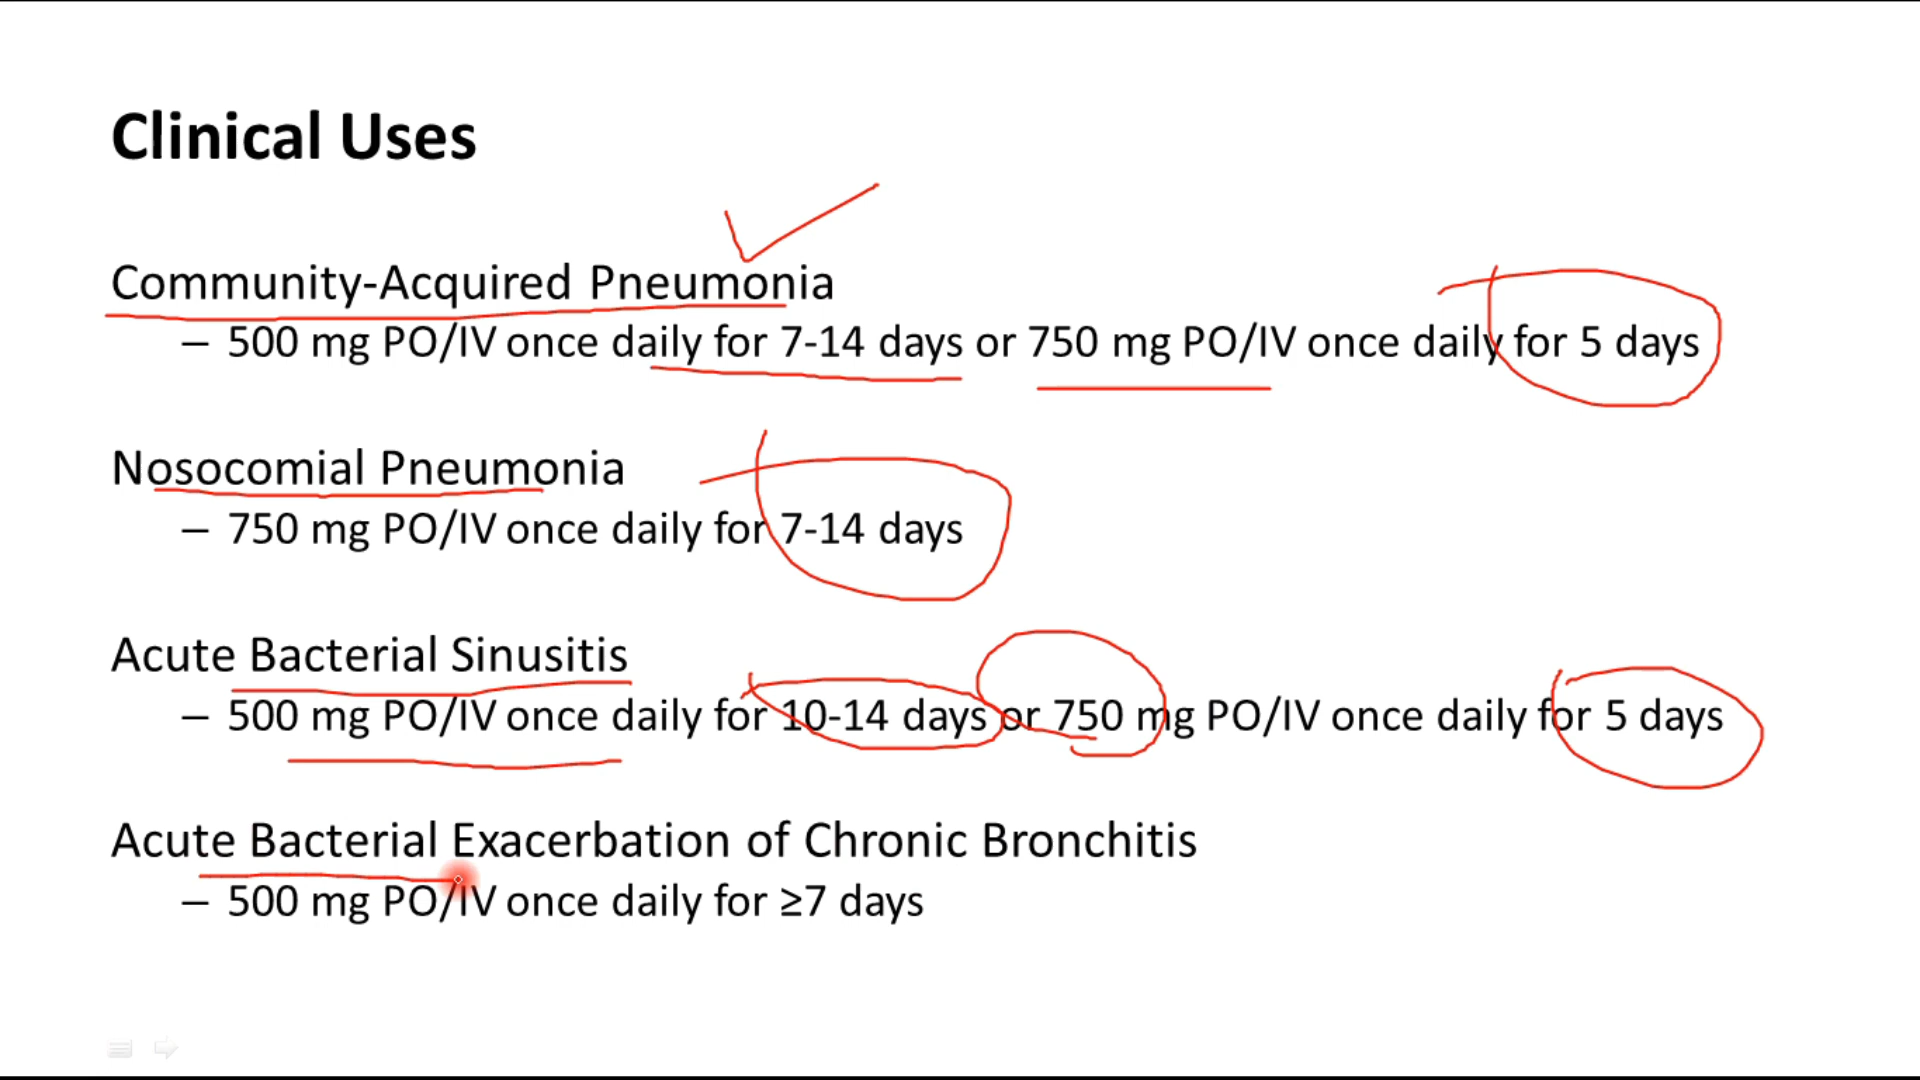 Clinical Uses
Community-Acquired Pneumonia
– 500 mg PO/IV once daily for 7-14 days or 750 mg PO/IV once daily for 5 days
Nosocomial Pneumonia
– 750 mg PO/IV once daily for 7-14 days
Acute Bacterial Sinusitis
– 500 mg PO/IV once daily for 10-14 days or 750 mg PO/IV once daily for 5 days
Acute Bacterial Exacerbation of Chronic Bronchitis
– 500 mg PO/IV once daily for ≥7 days